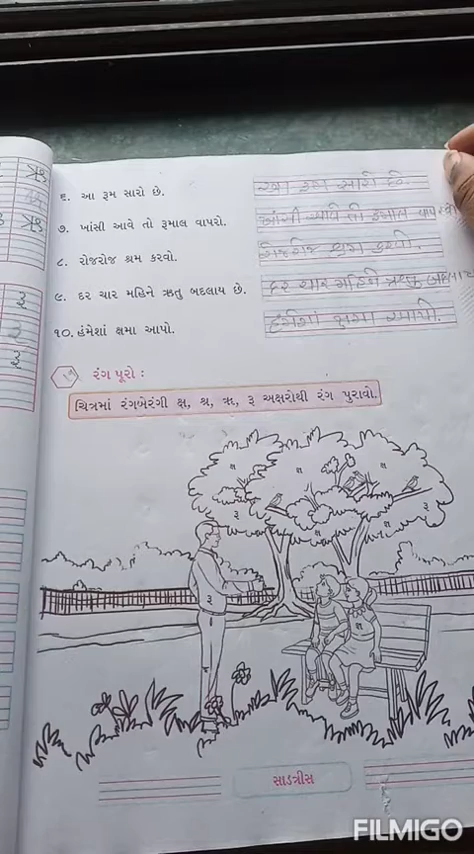 ૬. આ રૂમ સારો છે.
આ રૂમ સારો છે.
૭. ખાંસી આવે તો રૂમાલ વાપરો.
ખાંસી આવે તો રૂમાલ વાપરવો
૮. રોજરોજ શ્રમ કરવો.
રોજરોજ શ્રમ કરવો.
૯. દર ચાર મહિને ઋતુ બદલાય છે.
દર ચાર મહિને ઋતુ બદલાય
૧૦. હંમેશાં ક્ષમા આપો.
હંમેશાં ક્ષમા આપો.
રંગ પૂરો :
ચિત્રમાં રંગબેરંગી ક્ષ, શ્ર, ઋ, રૂ અક્ષરોથી રંગ પુરાવો.
રૂ
રૂ
રૂ
સાડત્રીસ
FILMIGO